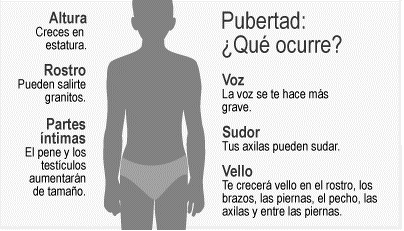 Altura
Creces en
estatura.
Rostro
Pueden salirte
granitos.
Partes
íntimas
El pene y los
testículos
aumentarán
de tamaño.
Pubertad:
¿Qué ocurre?
Voz
La voz se te hace más
grave.
Sudor
Tus axilas pueden sudar.
Vello
Te crecerá vello en el rostro, los
brazos, las piernas, el pecho, las
axilas y entre las piernas.